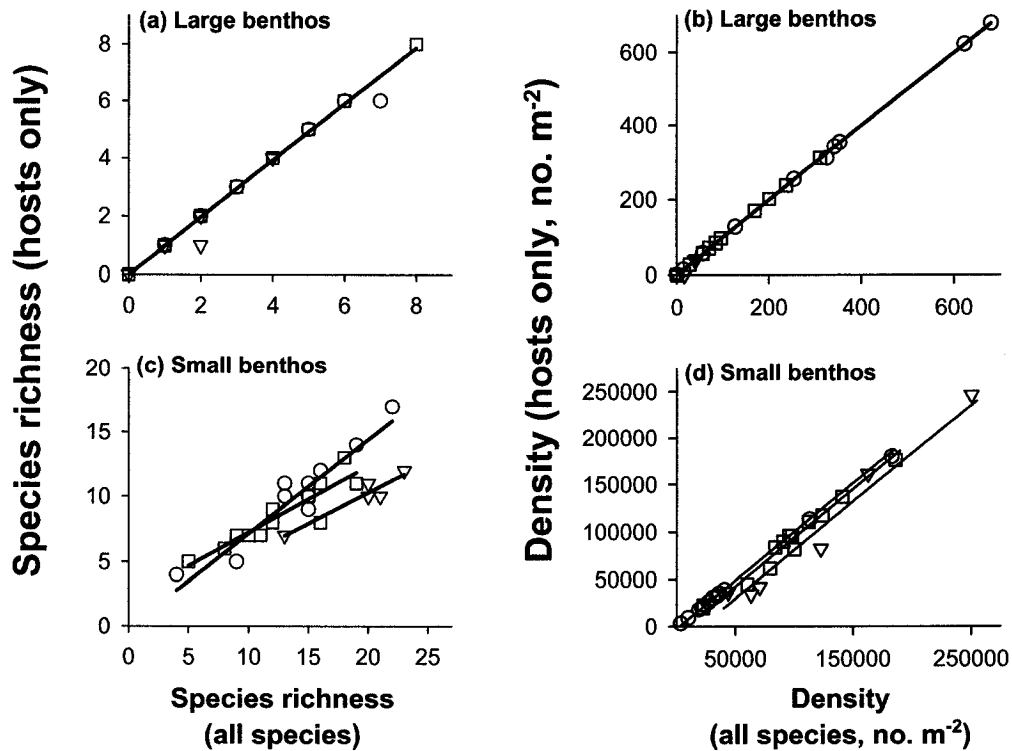 (a) Large benthos
8
6
4
2
0
0 2 4 6 8
Species richness (hosts only)
(b) Large benthos
600
400
200
0
0 200 400 600
Density (hosts only, no. m-2)
(c) Small benthos
20
15
10
5
0
0 5 10 15 20 25
Species richness
(all species)
(d) Small benthos
250000
200000
150000
100000
50000
0
50000 150000 250000
Density
(all species, no. m-2)